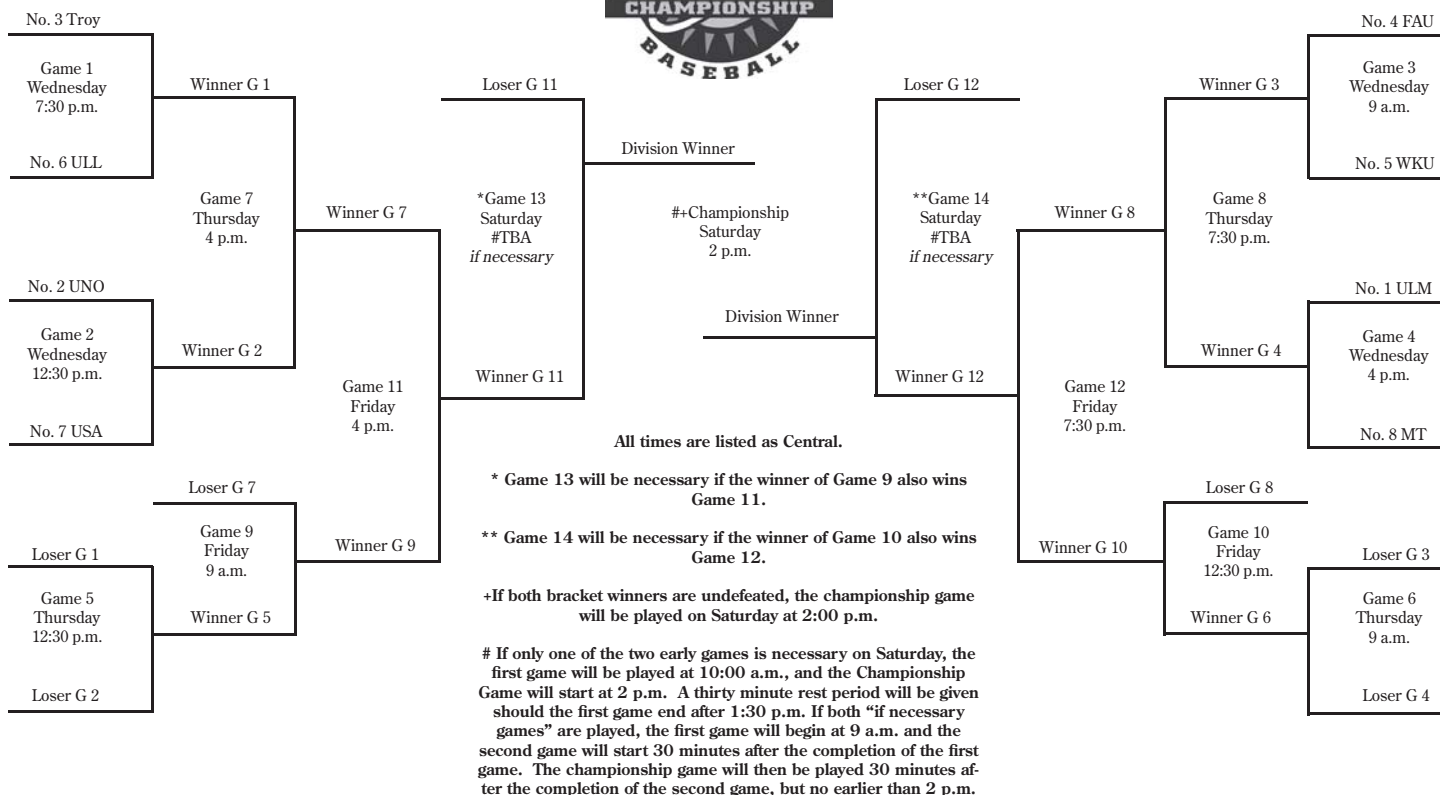 CHAMPIONSHIP
BASEBALL
No. 3 Troy
Game 1
Wednesday
7:30 p.m.
No. 6 ULL
Winner G 1
Game 7
Thursday
4 p.m.
No. 2 UNO
Game 2
Wednesday
12:30 p.m.
No. 7 USA
Winner G 2
Winner G 7
Game 11
Friday
4 p.m.
Loser G 7
Game 9
Friday
9 a.m.
Loser G 1
Game 5
Thursday
12:30 p.m.
Loser G 2
Winner G 5
Winner G 9
Loser G 11
*Game 13
Saturday
#TBA
if necessary
Winner G 11
Division Winner
#+Championship
Saturday
2 p.m.
Division Winner
Loser G 12
**Game 14
Saturday
#TBA
if necessary
Winner G 12
Winner G 8
Game 12
Friday
7:30 p.m.
Winner G 10
Winner G 3
Game 8
Thursday
7:30 p.m.
Winner G 4
No. 4 FAU
Game 3
Wednesday
9 a.m.
No. 5 WKU
No. 1 ULM
Game 4
Wednesday
4 p.m.
No. 8 MT
Loser G 8
Game 10
Friday
12:30 p.m.
Winner G 6
Loser G 3
Game 6
Thursday
9 a.m.
Loser G 4
All times are listed as Central.
* Game 13 will be necessary if the winner of Game 9 also wins
Game 11.
** Game 14 will be necessary if the winner of Game 10 also wins
Game 12.
+If both bracket winners are undefeated, the championship game
will be played on Saturday at 2:00 p.m.
# If only one of the two early games is necessary on Saturday, the
first game will be played at 10:00 a.m., and the Championship
Game will start at 2 p.m. A thirty minute rest period will be given
should the first game end after 1:30 p.m. If both “if necessary
games” are played, the first game will begin at 9 a.m. and the
second game will start 30 minutes after the completion of the first
game. The championship game will then be played 30 minutes af-
ter the completion of the second game, but no earlier than 2 p.m.